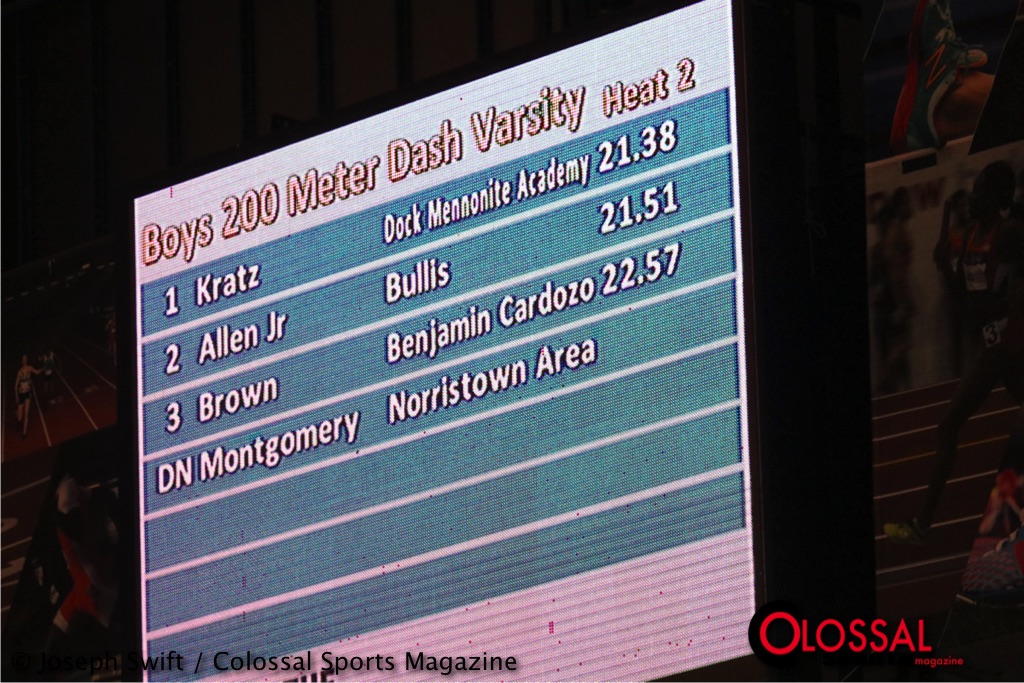 Boys 200 Meter Dash Varsity Heat 2
1 Kratz Dock Mennonite Academy 21.38
2 Allen Jr Bullis 21.51
3 Brown Benjamin Cardozo 22.57
DN Montgomery Norristown Area
© Joseph Swift / Colossal Sports Magazine
COLOSSAL
magazine